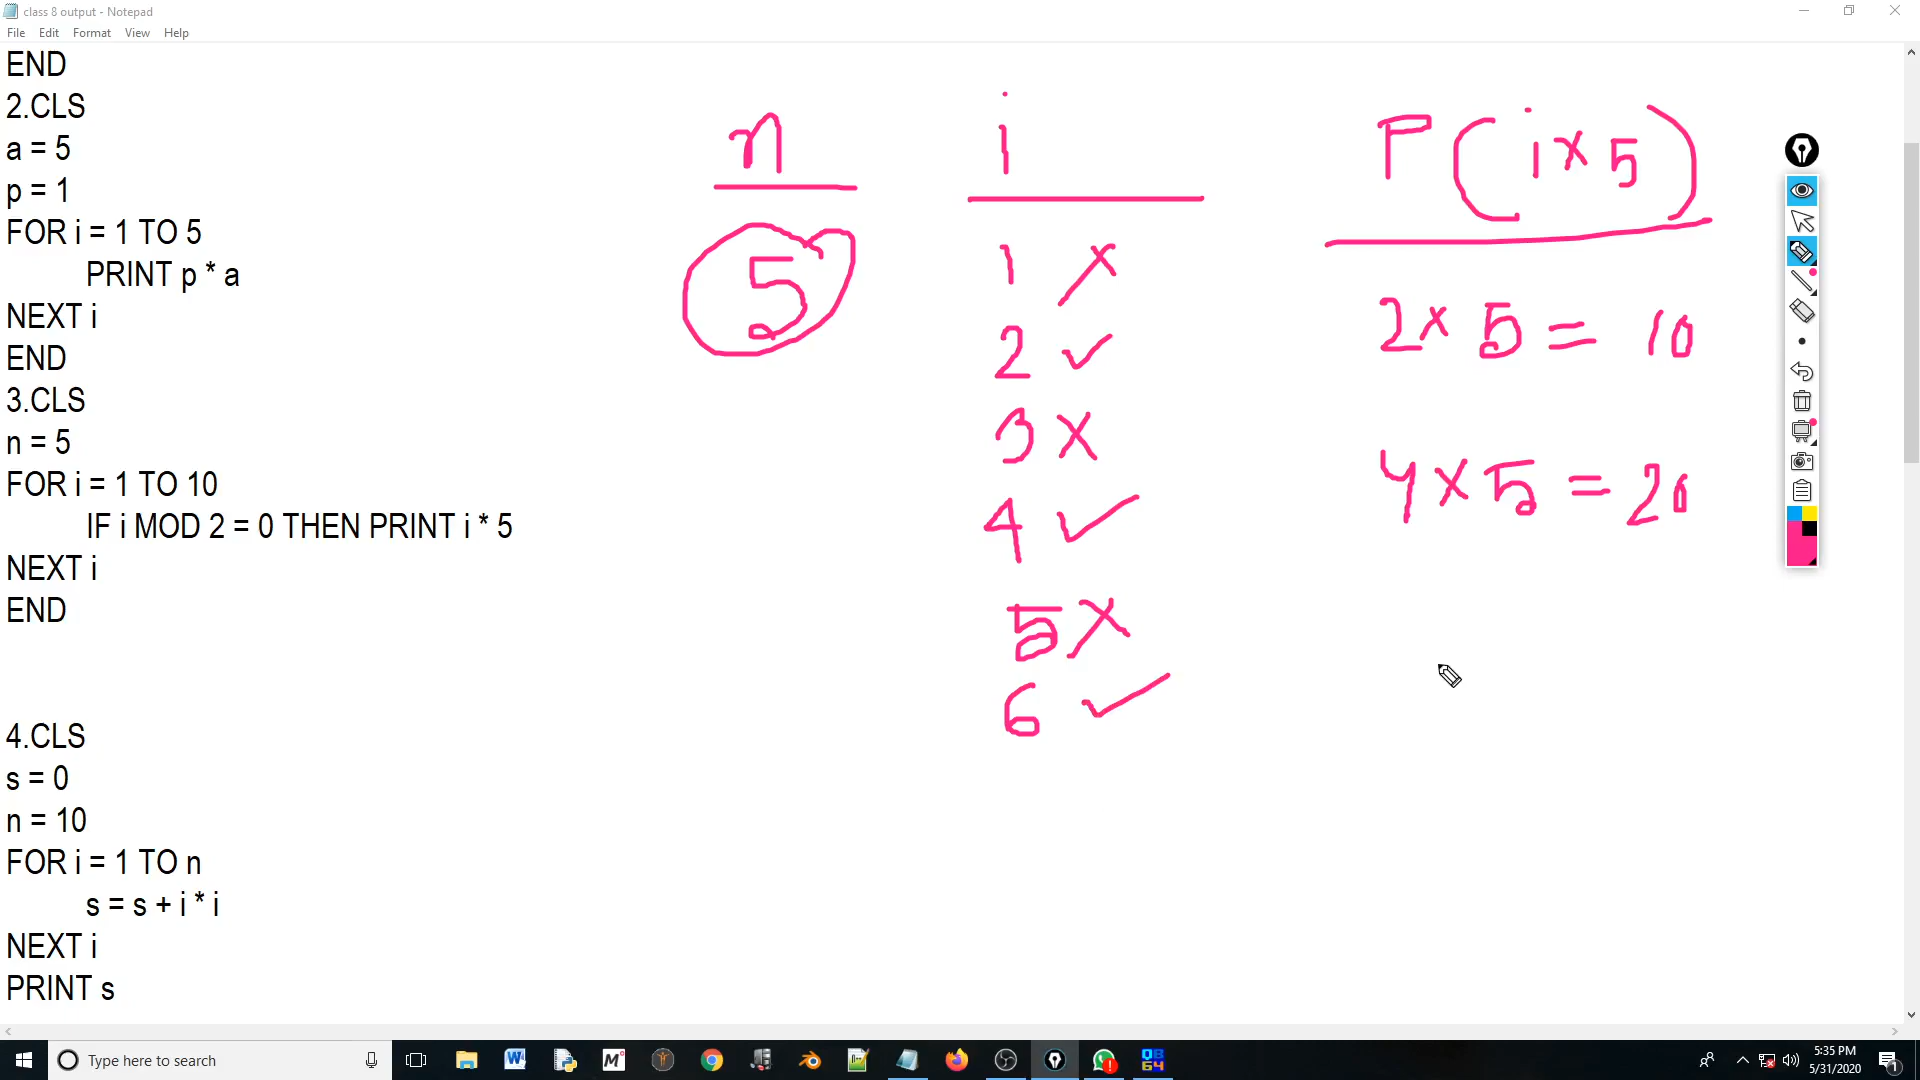 class 8 output - Notepad
File Edit Format View Help
END
2.CLS
a = 5
p = 1
FOR i = 1 TO 5
PRINT p * a
NEXT i
END
3.CLS
n = 5
FOR i = 1 TO 10
IF i MOD 2 = 0 THEN PRINT i * 5
NEXT i
END
4.CLS
s = 0
n = 10
FOR i = 1 TO n
s = s + i * i
NEXT i
PRINT s
n i P(i×5)
5
1 ×
2 ✓
3 ×
4 ✓
5 ×
6 ✓
2×5 = 10
4×5 = 20
Type here to search
5:35 PM
5/31/2020